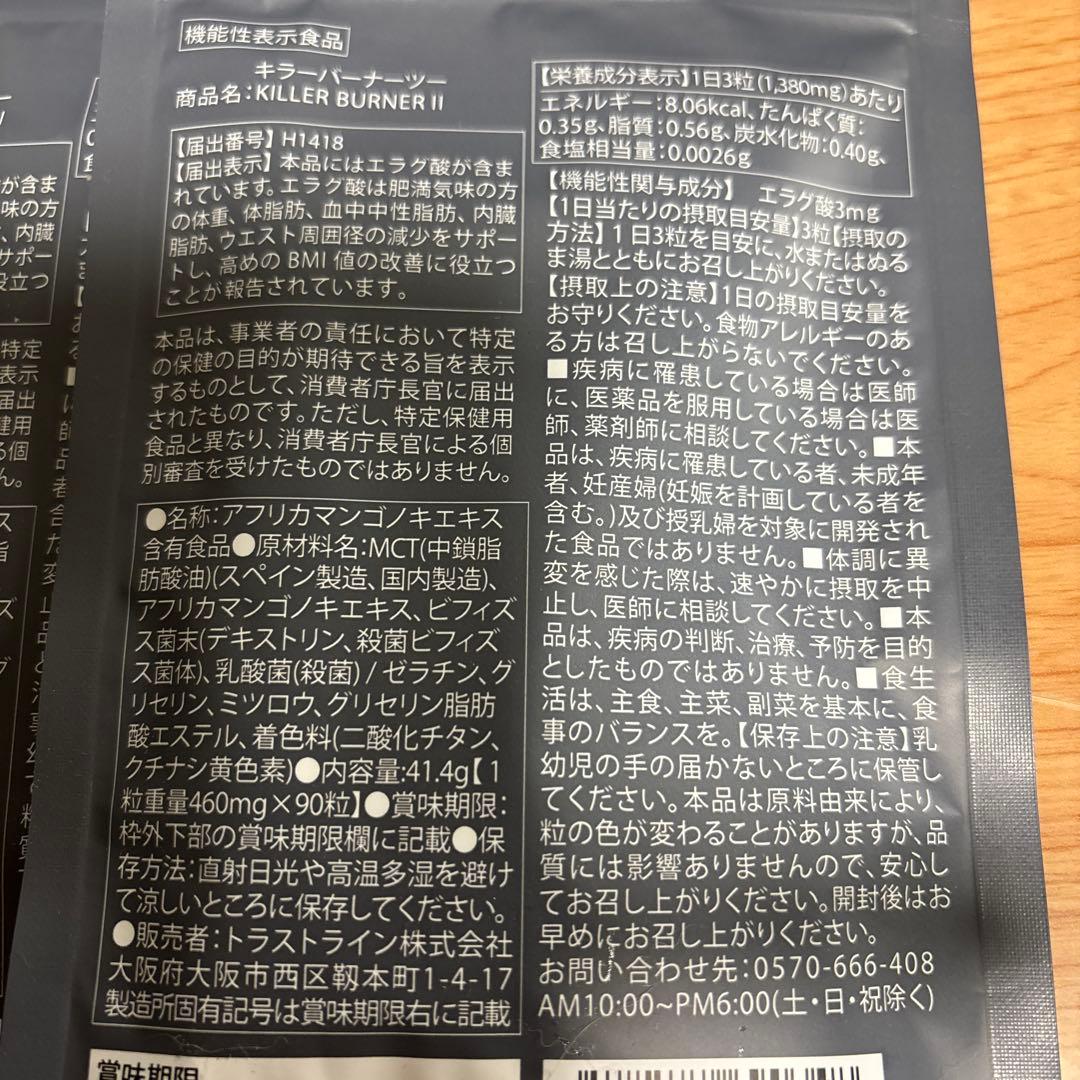 機能性表示食品
キラーバーナーツー
商品名：KILLER BURNER II
【届出番号】H1418
【届出表示】本品にはエラグ酸が含ま
れています。エラグ酸は肥満気味の方
の体重、体脂肪、血中中性脂肪、内臓
脂肪、ウエスト周囲径の減少をサポー
トし、高めのBMI値の改善に役立つ
ことが報告されています。
本品は、事業者の責任において特定
の保健の目的が期待できる旨を表示
するものとして、消費者庁長官に届出
されたものです。ただし、特定保健用
食品と異なり、消費者庁長官による個
別審査を受けたものではありません。
●名称：アフリカマンゴノキエキス
含有食品●原材料名：MCT(中鎖脂
肪酸油)(スペイン製造、国内製造)、
アフリカマンゴノキエキス、ビフィズ
ス菌末(デキストリン、殺菌ビフィズ
ス菌体)、乳酸菌(殺菌) / ゼラチン、グ
リセリン、ミツロウ、グリセリン脂肪
酸エステル、着色料(二酸化チタン、
クチナシ黄色素)●内容量:41.4g【1
粒重量460mg×90粒】●賞味期限：
枠外下部の賞味期限欄に記載●保
存方法：直射日光や高温多湿を避け
て涼しいところに保存してください。
●販売者：トラストライン株式会社
大阪府大阪市西区靱本町1-4-17
製造所固有記号は賞味期限右に記載
賞味期限
【栄養成分表示】1日3粒(1,380mg)あたり
エネルギー：8.06kcal、たんぱく質：
0.35g、脂質：0.56g、炭水化物：0.40g、
食塩相当量：0.0026g
【機能性関与成分】 エラグ酸3mg
【1日当たりの摂取目安量】3粒【摂取の
方法】1日3粒を目安に、水またはぬる
ま湯とともにお召し上がりください。
【摂取上の注意】1日の摂取目安量を
お守りください。食物アレルギーのあ
る方は召し上がらないでください。
■疾病に罹患している場合は医師
に、医薬品を服用している場合は医
師、薬剤師に相談してください。■本
品は、疾病に罹患している者、未成年
者、妊産婦(妊娠を計画している者を
含む。)及び授乳婦を対象に開発され
た食品ではありません。■体調に異
変を感じた際は、速やかに摂取を中
止し、医師に相談してください。■本
品は、疾病の判断、治療、予防を目的
としたものではありません。■食生
活は、主食、主菜、副菜を基本に、食
事のバランスを。【保存上の注意】乳
幼児の手の届かないところに保管し
てください。本品は原料由来により、
粒の色が変わることがありますが、品
質には影響ありませんので、安心し
てお召し上がりください。開封後はお
早めにお召し上がりください。
お問い合わせ先：0570-666-408
AM10:00~PM6:00(土・日・祝除く)